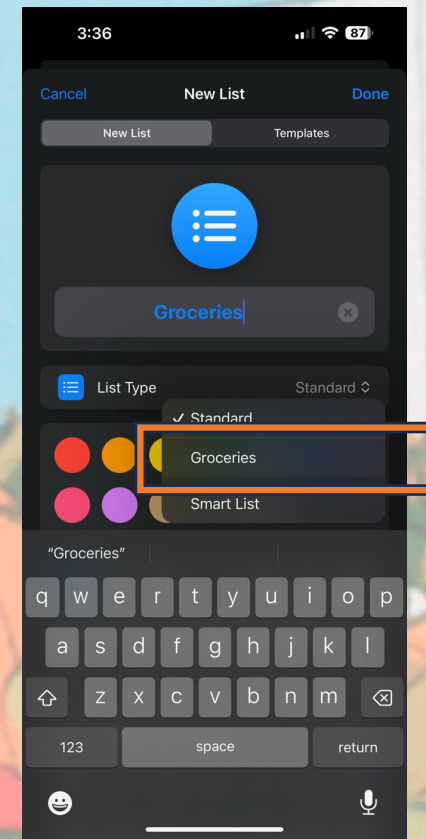 3:36
87
Cancel New List Done
New List Templates
Groceries
List Type Standard
✓ Standard
Groceries
Smart List
"Groceries"
q w e r t y u i o p
a s d f g h j k l
z x c v b n m
123 space return